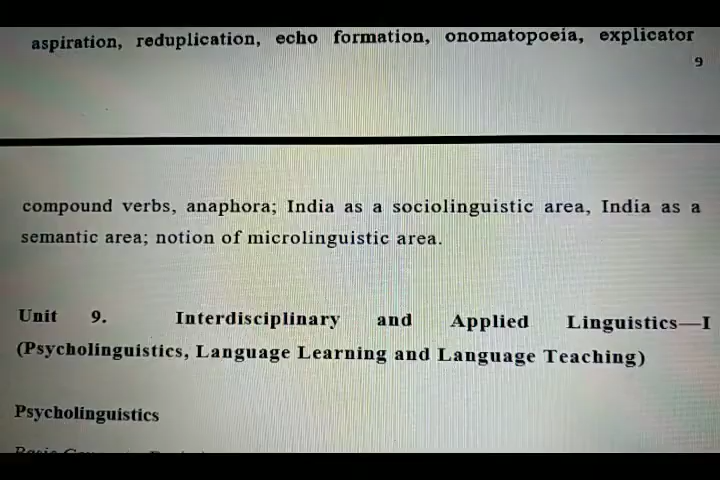 aspiration, reduplication, echo formation, onomatopoeia, explicator
9
compound verbs, anaphora; India as a sociolinguistic area, India as a
semantic area; notion of microlinguistic area.
Unit 9. Interdisciplinary and Applied Linguistics—I
(Psycholinguistics, Language Learning and Language Teaching)
Psycholinguistics